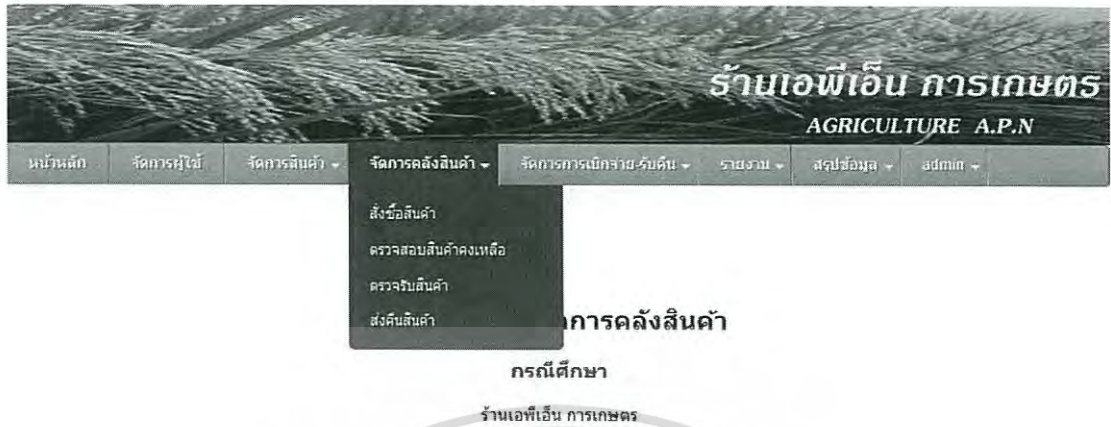 ร้านเอพีเอ็น การเกษตร
AGRICULTURE A.P.N
หน้าหลัก จัดการผู้ใช้ จัดการสินค้า จัดการคลังสินค้า จัดการการเบิกจ่าย-รับคืน รายงาน สรุปข้อมูล admin
สั่งซื้อสินค้า
ตรวจสอบสินค้าคงเหลือ
ตรวจรับสินค้า
ส่งคืนสินค้า
การคลังสินค้า
กรณีศึกษา
ร้านเอพีเอ็น การเกษตร